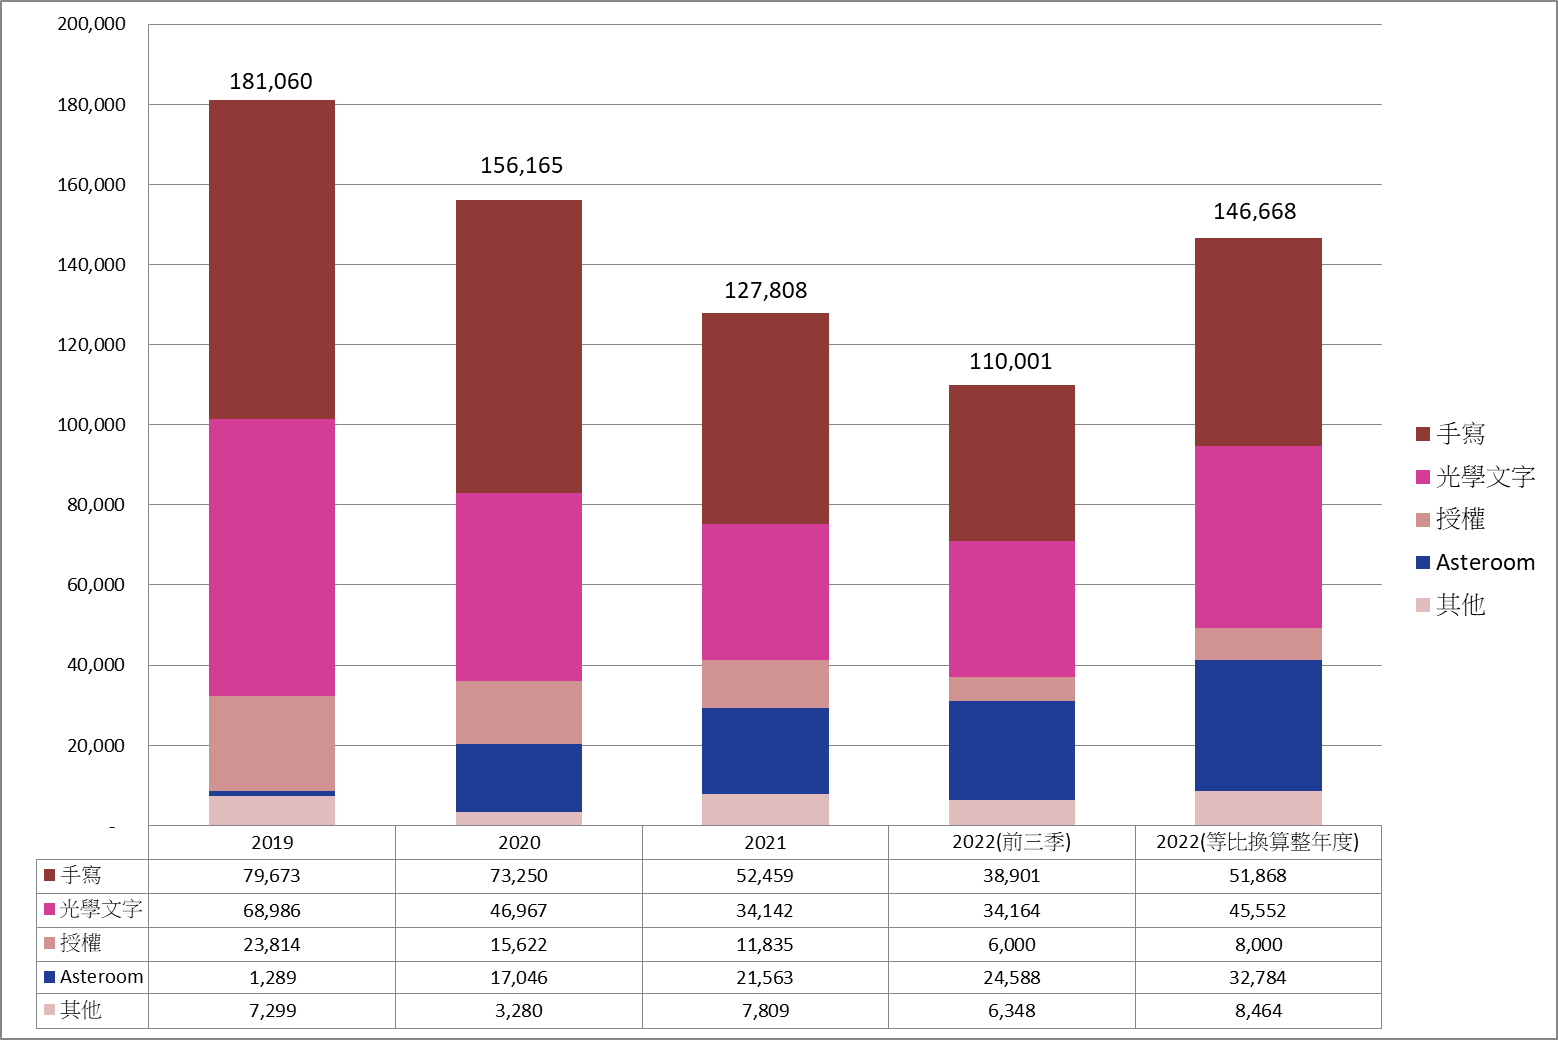 200,000
180,000
160,000
140,000
120,000
100,000
80,000
60,000
40,000
20,000
-
181,060
156,165
127,808
110,001
146,668
手寫
光學文字
授權
Asteroom
其他
2019 2020 2021 2022(前三季) 2022(等比換算整年度)
手寫 79,673 73,250 52,459 38,901 51,868
光學文字 68,986 46,967 34,142 34,164 45,552
授權 23,814 15,622 11,835 6,000 8,000
Asteroom 1,289 17,046 21,563 24,588 32,784
其他 7,299 3,280 7,809 6,348 8,464